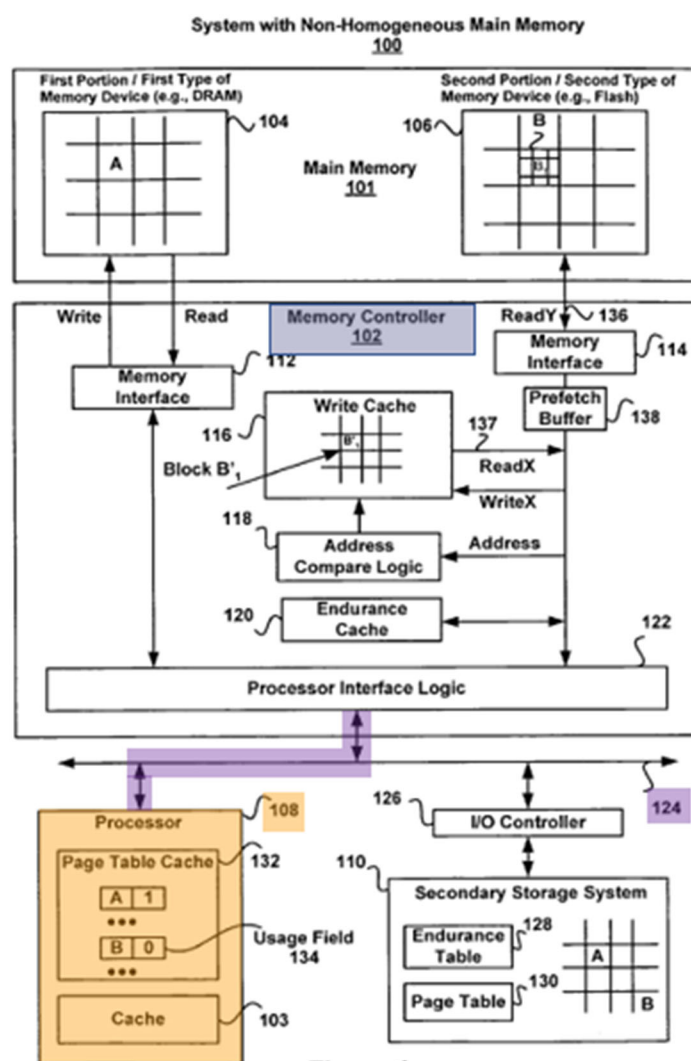 System with Non-Homogeneous Main Memory
100
First Portion / First Type of
Memory Device (e.g., DRAM)
104
A
Second Portion / Second Type of
Memory Device (e.g., Flash)
106
B
Main Memory
101
Write
Read
Memory Controller
102
ReadY
136
112
Memory
Interface
Memory
Interface
114
Prefetch
Buffer
138
116
Write Cache
B'₁
137
ReadX
Block B'₁
WriteX
118
Address
Compare Logic
Address
120
Endurance
Cache
122
Processor Interface Logic
124
108
Processor
126
I/O Controller
Page Table Cache
132
A 1
•••
B 0
•••
Usage Field
134
Cache
103
110
Secondary Storage System
Endurance
Table
128
Page Table
130
A
B